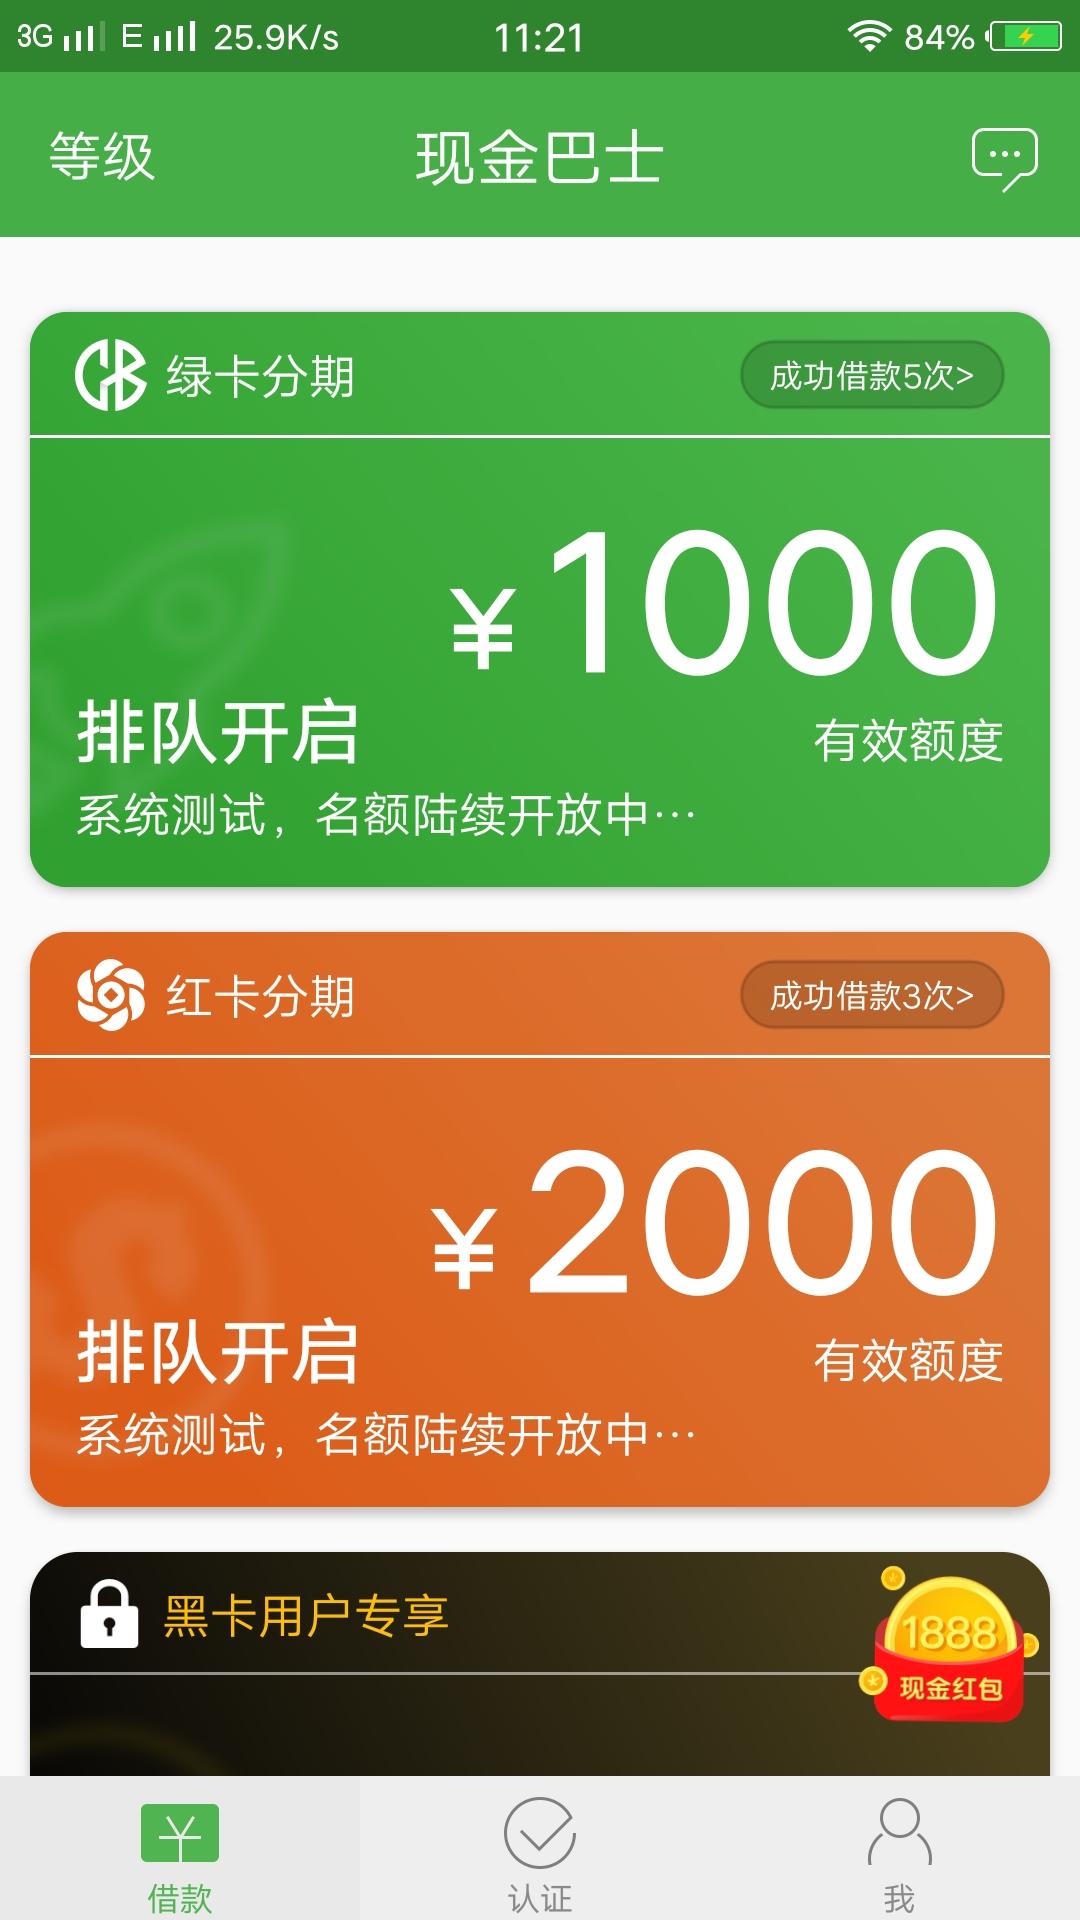 3G E 25.9K/s 11:21 84%
等级 现金巴士
绿卡分期 成功借款5次>
¥1000
排队开启 有效额度
系统测试，名额陆续开放中···
红卡分期 成功借款3次>
¥2000
排队开启 有效额度
系统测试，名额陆续开放中···
黑卡用户专享
1888
现金红包
借款 认证 我